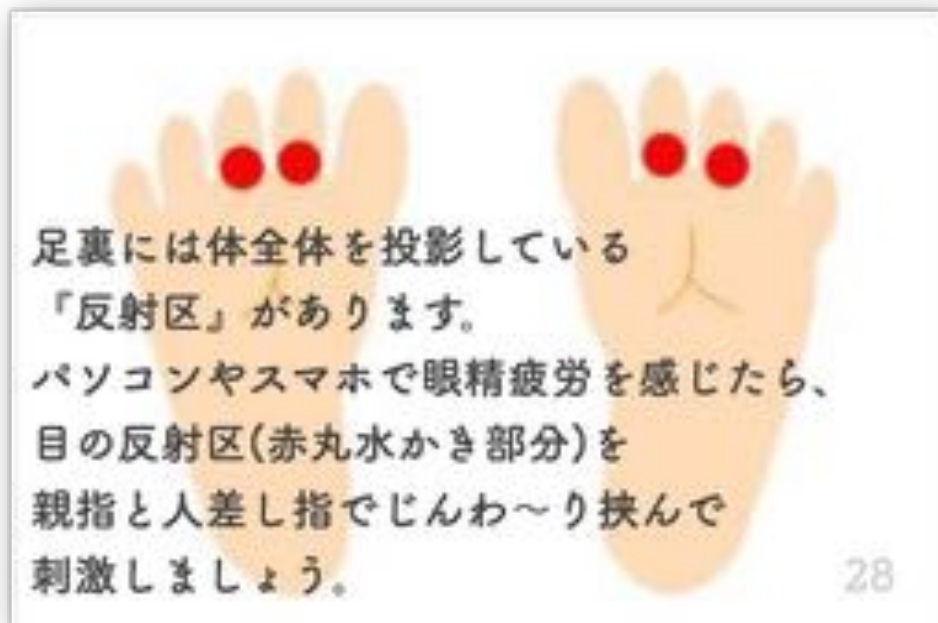 足裏には体全体を投影している
『反射区』があります。
パソコンやスマホで眼精疲労を感じたら、
目の反射区(赤丸水かき部分)を
親指と人差し指でじんわ〜り挟んで
刺激しましょう。
28